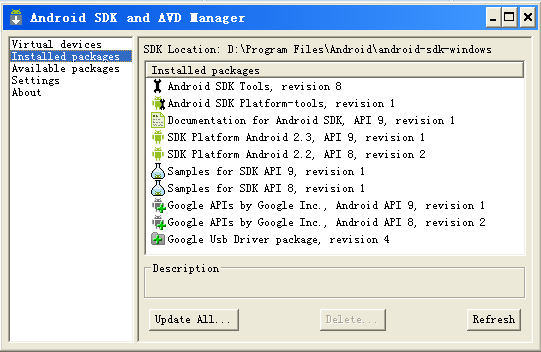 Android SDK and AVD Manager
Virtual devices
Installed packages
Available packages
Settings
About
SDK Location: D:\Program Files\Android\android-sdk-windows
Installed packages
Android SDK Tools, revision 8
Android SDK Platform-tools, revision 1
Documentation for Android SDK, API 9, revision 1
SDK Platform Android 2.3, API 9, revision 1
SDK Platform Android 2.2, API 8, revision 2
Samples for SDK API 9, revision 1
Samples for SDK API 8, revision 1
Google APIs by Google Inc., Android API 9, revision 1
Google APIs by Google Inc., Android API 8, revision 2
Google Usb Driver package, revision 4
Description
Update All... Delete... Refresh